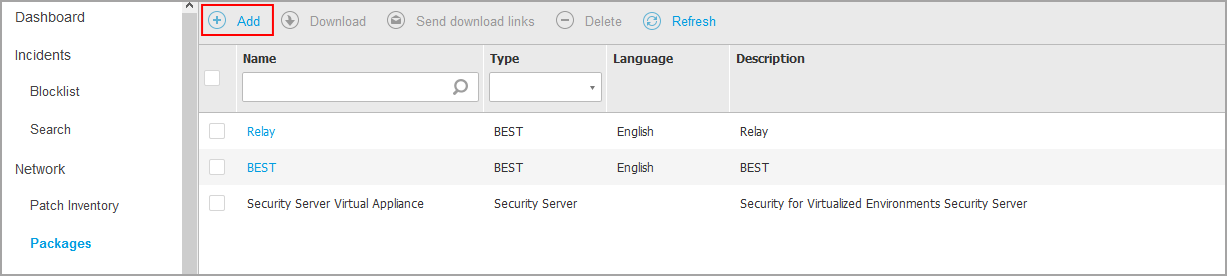 Dashboard
Incidents
Blocklist
Search
Network
Patch Inventory
Packages
Add Download Send download links Delete Refresh
Name Type Language Description
Relay BEST English Relay
BEST BEST English BEST
Security Server Virtual Appliance Security Server Security for Virtualized Environments Security Server